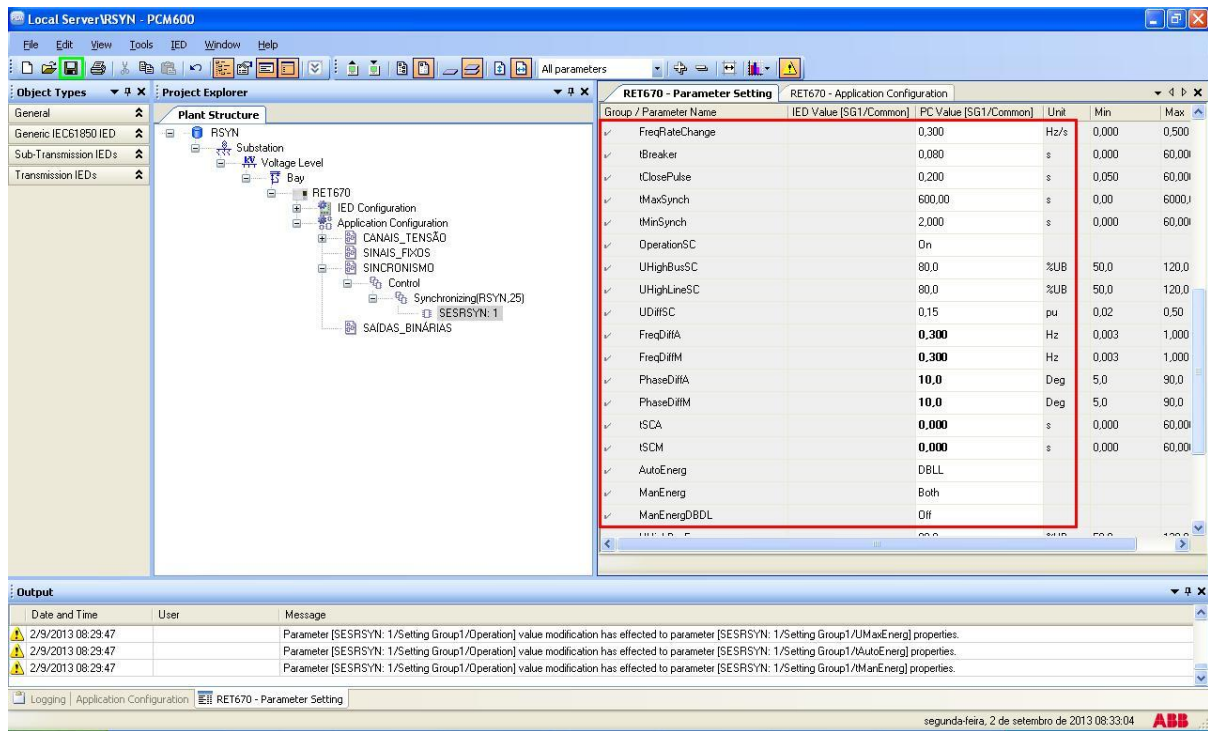 Local Server\RSYN - PCM600
File Edit View Tools IED Window Help
All parameters
Object Types
General
Generic IEC61850 IED
Sub-Transmission IEDs
Transmission IEDs
Project Explorer
Plant Structure
RSYN
Substation
Voltage Level
Bay
RET670
IED Configuration
Application Configuration
CANAIS_TENSÃO
SINAIS_FIXOS
SINCRONISMO
Control
Synchronizing(RSYN,25)
SESRSYN: 1
SAÍDAS_BINÁRIAS
RET670 - Parameter Setting RET670 - Application Configuration
Group / Parameter Name IED Value [SG1/Common] PC Value [SG1/Common] Unit Min Max
FreqRateChange 0,300 Hz/s 0,000 0,500
tBreaker 0,080 s 0,000 60,00
tClosePulse 0,200 s 0,050 60,00
tMaxSynch 600,00 s 0,00 6000,
tMinSynch 2,000 s 0,000 60,00
OperationSC On
UHighBusSC 80,0 %UB 50,0 120,0
UHighLineSC 80,0 %UB 50,0 120,0
UDiffSC 0,15 pu 0,02 0,50
FreqDiffA 0,300 Hz 0,003 1,000
FreqDiffM 0,300 Hz 0,003 1,000
PhaseDiffA 10,0 Deg 5,0 90,0
PhaseDiffM 10,0 Deg 5,0 90,0
tSCA 0,000 s 0,000 60,00
tSCM 0,000 s 0,000 60,00
AutoEnerg DBLL
ManEnerg Both
ManEnergDBDL Off
Output
Date and Time User Message
2/9/2013 08:29:47 Parameter [SESRSYN: 1/Setting Group1/Operation] value modification has effected to parameter [SESRSYN: 1/Setting Group1/UMaxEnerg] properties.
2/9/2013 08:29:47 Parameter [SESRSYN: 1/Setting Group1/Operation] value modification has effected to parameter [SESRSYN: 1/Setting Group1/tAutoEnerg] properties.
2/9/2013 08:29:47 Parameter [SESRSYN: 1/Setting Group1/Operation] value modification has effected to parameter [SESRSYN: 1/Setting Group1/tManEnerg] properties.
Logging Application Configuration RET670 - Parameter Setting
segunda-feira, 2 de setembro de 2013 08:33:04 ABB